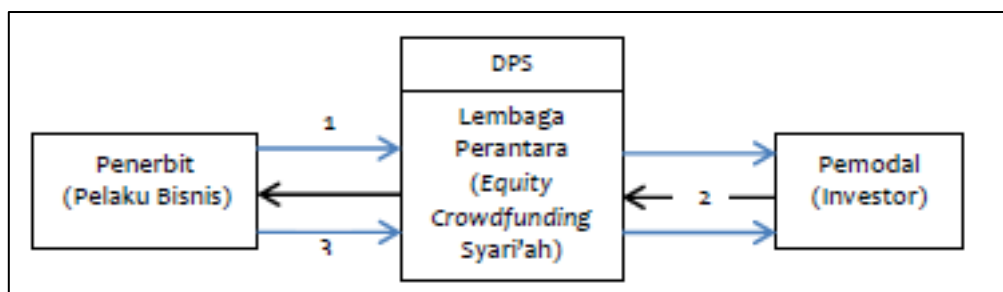 DPS
1
Lembaga
Perantara
(Equity
Crowdfunding
Syari'ah)
Penerbit
(Pelaku Bisnis)
3
2
Pemodal
(Investor)